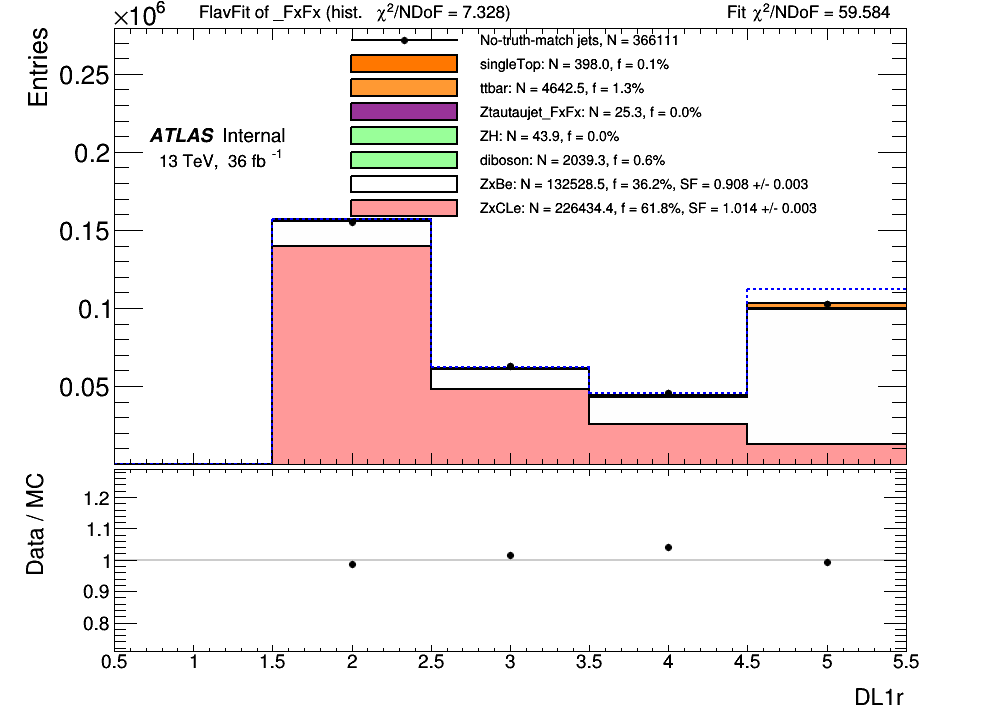 ×10⁶ FlavFit of _FxFx (hist. χ²/NDoF = 7.328) Fit χ²/NDoF = 59.584
Entries
No-truth-match jets, N = 366111
singleTop: N = 398.0, f = 0.1%
ttbar: N = 4642.5, f = 1.3%
Ztautaujet_FxFx: N = 25.3, f = 0.0%
ZH: N = 43.9, f = 0.0%
diboson: N = 2039.3, f = 0.6%
ZxBe: N = 132528.5, f = 36.2%, SF = 0.908 +/- 0.003
ZxCLe: N = 226434.4, f = 61.8%, SF = 1.014 +/- 0.003
ATLAS Internal
13 TeV, 36 fb⁻¹
0.25
0.2
0.15
0.1
0.05
Data / MC
1.2
1.1
1
0.9
0.8
0.5 1 1.5 2 2.5 3 3.5 4 4.5 5 5.5
DL1r